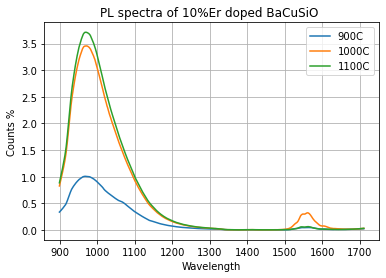 PL spectra of 10%Er doped BaCuSiO
900C
1000C
1100C
Counts %
3.5
3.0
2.5
2.0
1.5
1.0
0.5
0.0
900 1000 1100 1200 1300 1400 1500 1600 1700
Wavelength